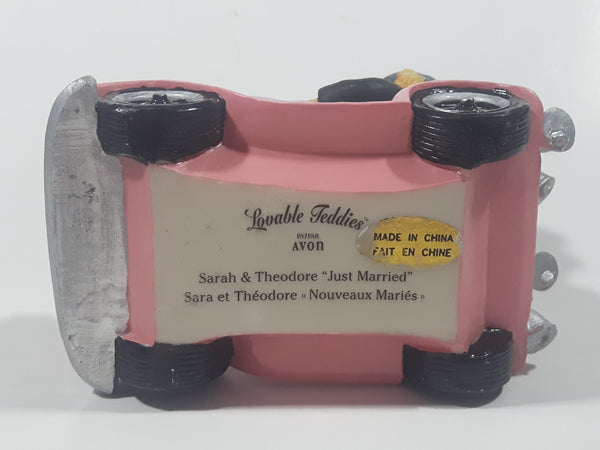 Lovable Teddies™
BY/PAR
AVON
MADE IN CHINA
FAIT EN CHINE
Sarah & Theodore "Just Married"
Sara et Théodore « Nouveaux Mariés »